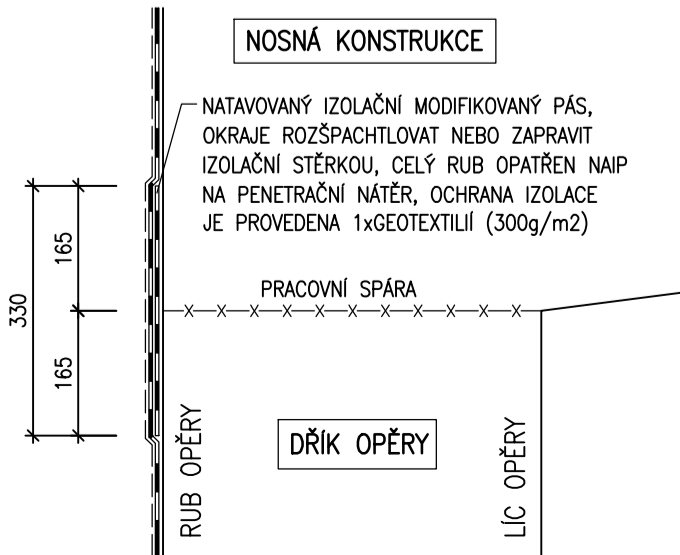 NOSNÁ KONSTRUKCE
NATAVOVANÝ IZOLAČNÍ MODIFIKOVANÝ PÁS,
OKRAJE ROZŠPACHTLOVAT NEBO ZAPRAVIT
IZOLAČNÍ STĚRKOU, CELÝ RUB OPATŘEN NAIP
NA PENETRAČNÍ NÁTĚR, OCHRANA IZOLACE
JE PROVEDENA 1xGEOTEXTILIÍ (300g/m2)
165
330
165
PRACOVNÍ SPÁRA
RUB OPĚRY
DŘÍK OPĚRY
LÍC OPĚRY